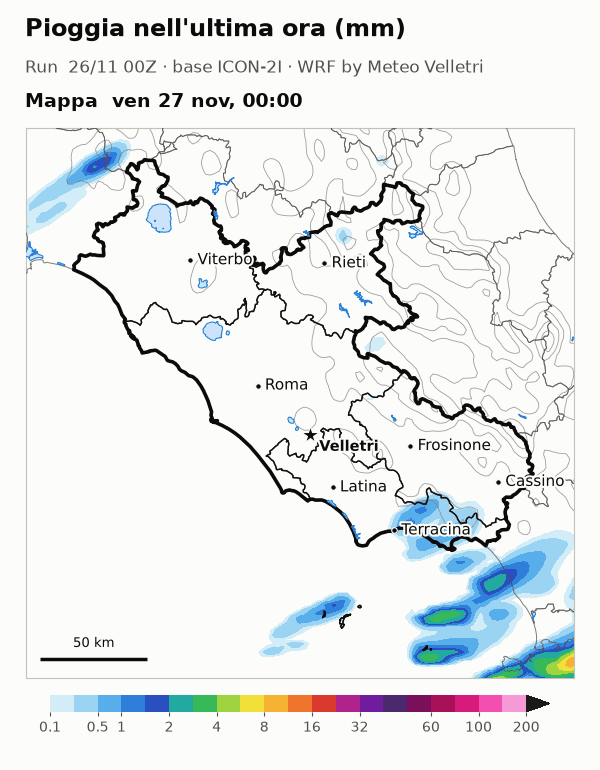 Pioggia nell'ultima ora (mm)
Run  26/11 00Z · base ICON-2I · WRF by Meteo Velletri
Mappa  ven 27 nov, 00:00
Viterbo
Rieti
Roma
Velletri
Frosinone
Latina
Cassino
Terracina
50 km
0.1 0.5 1 2 4 8 16 32 60 100 200